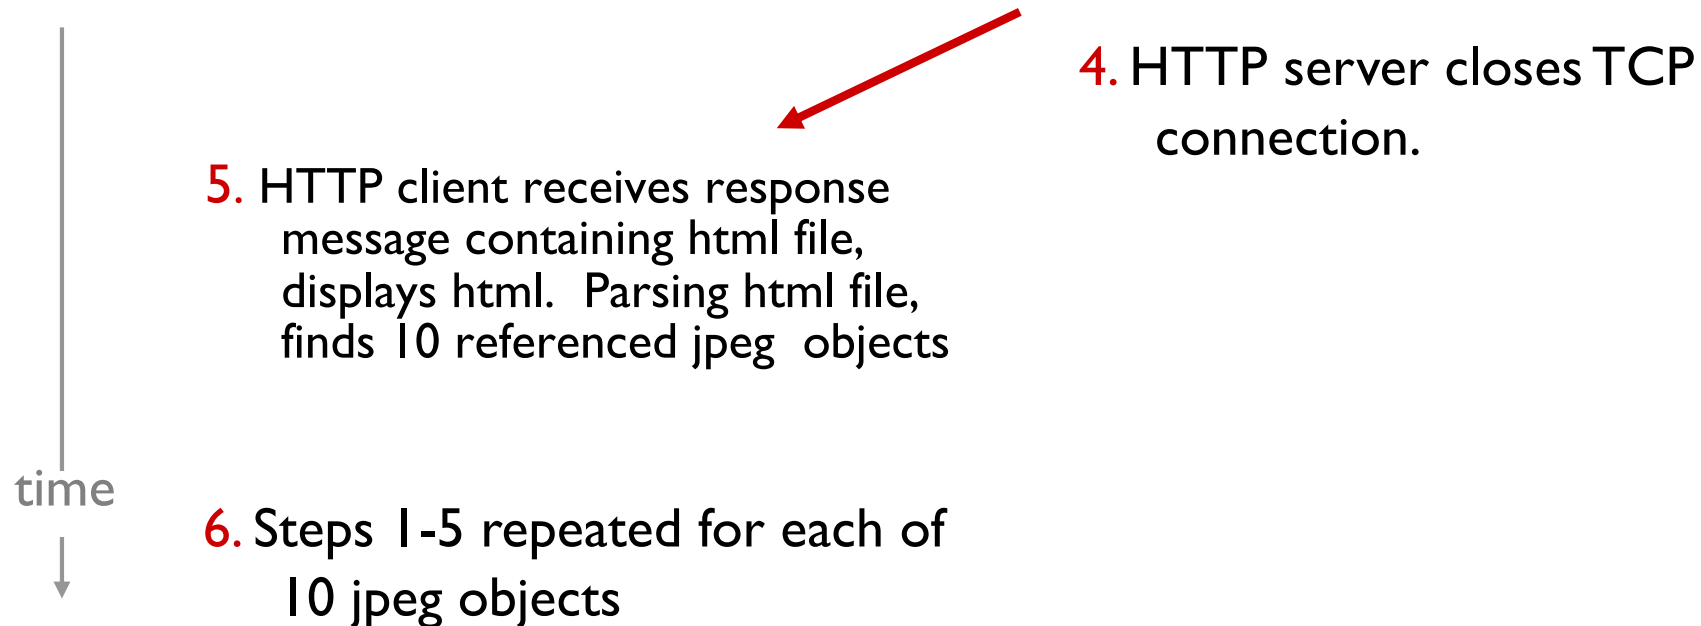 4. HTTP server closes TCP
connection.
5. HTTP client receives response
message containing html file,
displays html.  Parsing html file,
finds 10 referenced jpeg  objects
time
6. Steps 1-5 repeated for each of
10 jpeg objects